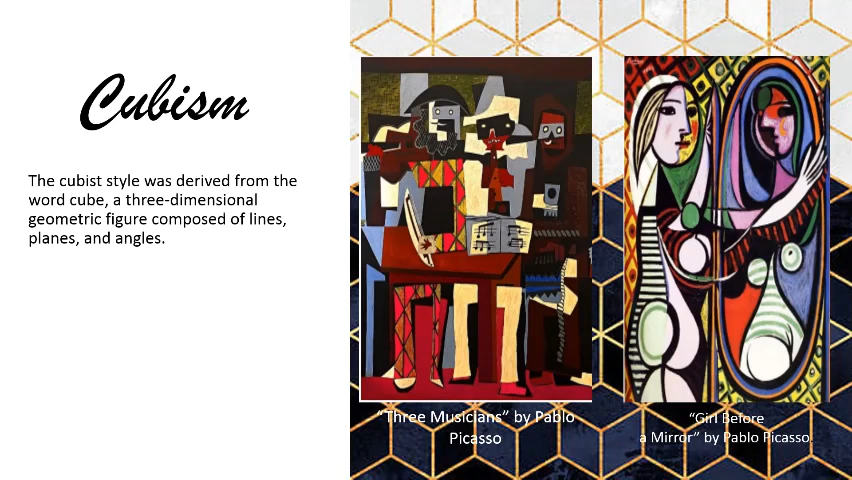 Cubism
The cubist style was derived from the
word cube, a three-dimensional
geometric figure composed of lines,
planes, and angles.
“Three Musicians” by Pablo
Picasso
“Girl Before
a Mirror” by Pablo Picasso